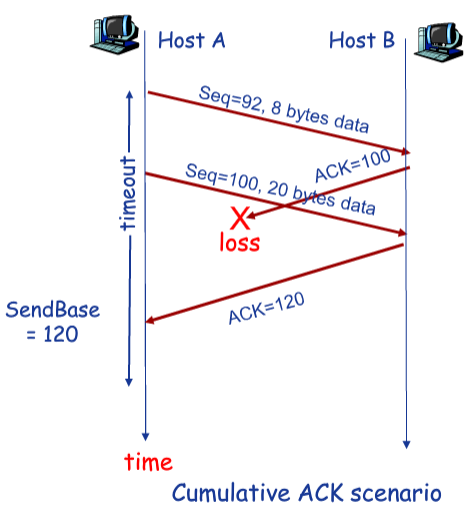 Host A
Host B
Seq=92, 8 bytes data
ACK=100
timeout
Seq=100, 20 bytes data
X
loss
ACK=120
SendBase
= 120
time
Cumulative ACK scenario